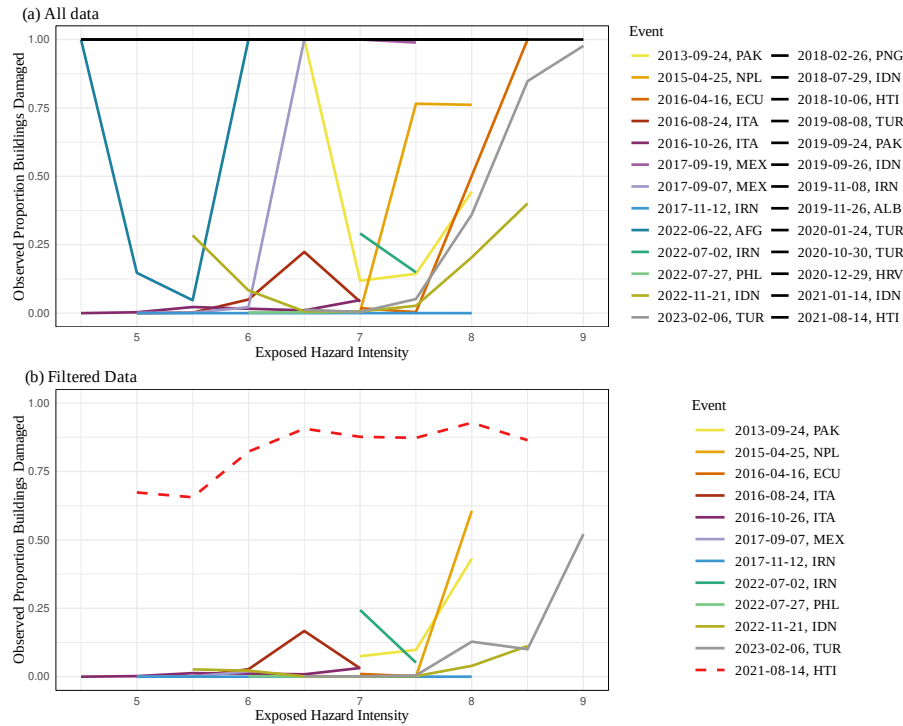 (a) All data
Observed Proportion Buildings Damaged
1.00
0.75
0.50
0.25
0.00
5 6 7 8 9
Exposed Hazard Intensity
Event
2013-09-24, PAK 2018-02-26, PNG
2015-04-25, NPL 2018-07-29, IDN
2016-04-16, ECU 2018-10-06, HTI
2016-08-24, ITA 2019-08-08, TUR
2016-10-26, ITA 2019-09-24, PAK
2017-09-19, MEX 2019-09-26, IDN
2017-09-07, MEX 2019-11-08, IRN
2017-11-12, IRN 2019-11-26, ALB
2022-06-22, AFG 2020-01-24, TUR
2022-07-02, IRN 2020-10-30, TUR
2022-07-27, PHL 2020-12-29, HRV
2022-11-21, IDN 2021-01-14, IDN
2023-02-06, TUR 2021-08-14, HTI
(b) Filtered Data
Observed Proportion Buildings Damaged
1.00
0.75
0.50
0.25
0.00
5 6 7 8 9
Exposed Hazard Intensity
Event
2013-09-24, PAK
2015-04-25, NPL
2016-04-16, ECU
2016-08-24, ITA
2016-10-26, ITA
2017-09-07, MEX
2017-11-12, IRN
2022-07-02, IRN
2022-07-27, PHL
2022-11-21, IDN
2023-02-06, TUR
2021-08-14, HTI